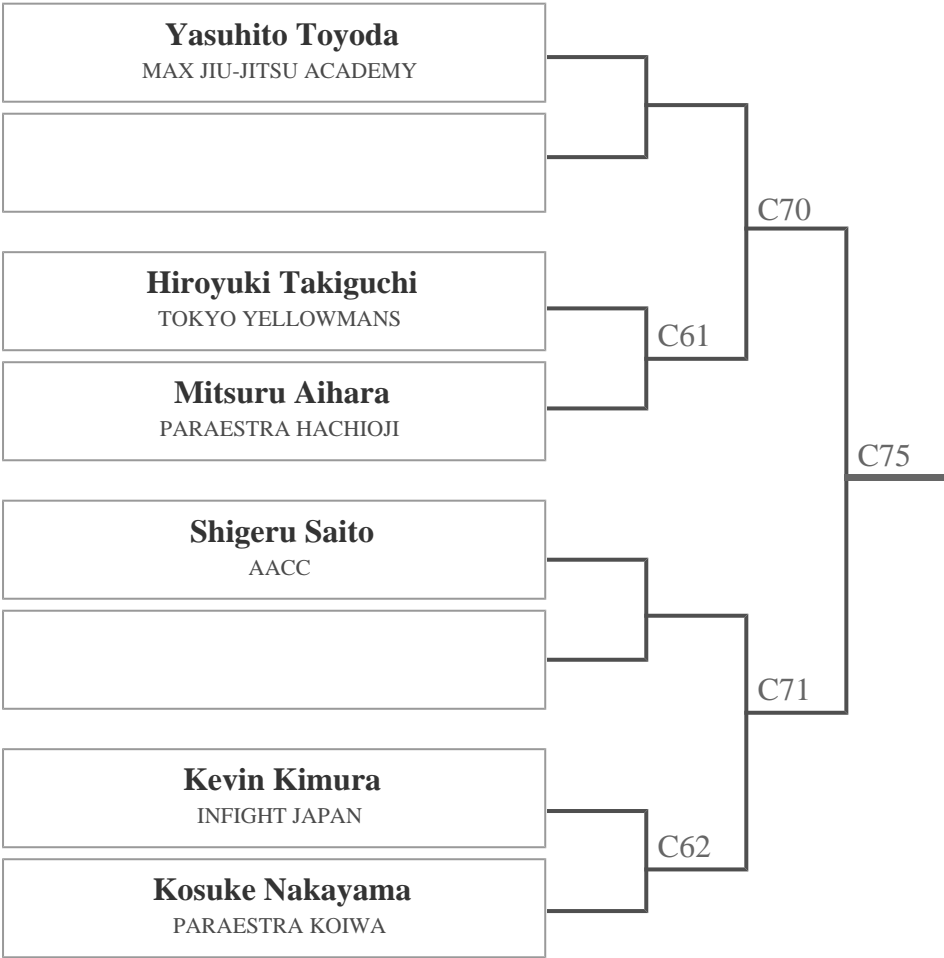 Yasuhito Toyoda
MAX JIU-JITSU ACADEMY
C70
Hiroyuki Takiguchi
TOKYO YELLOWMANS
C61
Mitsuru Aihara
PARAESTRA HACHIOJI
C75
Shigeru Saito
AACC
C71
Kevin Kimura
INFIGHT JAPAN
C62
Kosuke Nakayama
PARAESTRA KOIWA